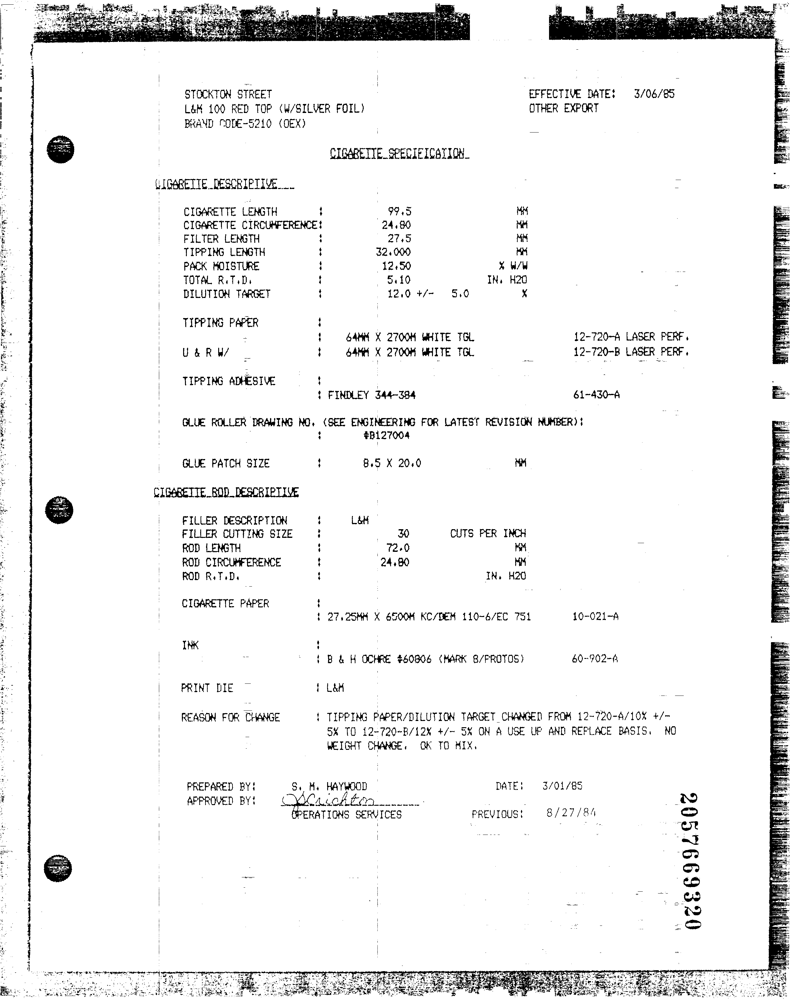 STOCKTON STREET EFFECTIVE DATE: 3/06/85
L&M 100 RED TOP (W/SILVER FOIL) OTHER EXPORT
BRAND CODE-5210 (OEX)
CIGARETTE SPECIFICATION
CIGARETTE DESCRIPTIVE
CIGARETTE LENGTH : 99.5 MM
CIGARETTE CIRCUMFERENCE: 24.80 MM
FILTER LENGTH : 27.5 MM
TIPPING LENGTH : 32.000 MM
PACK MOISTURE : 12.50 % W/W
TOTAL R.T.D. : 5.10 IN. H2O
DILUTION TARGET : 12.0 +/- 5.0 %
TIPPING PAPER :
: 64MM X 2700M WHITE TGL 12-720-A LASER PERF.
U & R W/ : 64MM X 2700M WHITE TGL 12-720-B LASER PERF.
TIPPING ADHESIVE :
: FINDLEY 344-384 61-430-A
GLUE ROLLER DRAWING NO. (SEE ENGINEERING FOR LATEST REVISION NUMBER):
: #B127004
GLUE PATCH SIZE : 8.5 X 20.0 MM
CIGARETTE ROD DESCRIPTIVE
FILLER DESCRIPTION : L&M
FILLER CUTTING SIZE : 30 CUTS PER INCH
ROD LENGTH : 72.0 MM
ROD CIRCUMFERENCE : 24.80 MM
ROD R.T.D. : IN. H2O
CIGARETTE PAPER :
: 27.25MM X 6500M KC/DEM 110-6/EC 751 10-021-A
INK :
: B & H OCHRE #60806 (MARK 8/PROTOS) 60-902-A
PRINT DIE : L&M
REASON FOR CHANGE : TIPPING PAPER/DILUTION TARGET CHANGED FROM 12-720-A/10% +/-
5% TO 12-720-B/12% +/- 5% ON A USE UP AND REPLACE BASIS. NO
WEIGHT CHANGE. OK TO MIX.
PREPARED BY: S. M. HAYWOOD DATE: 3/01/85
APPROVED BY: JSCrichton
OPERATIONS SERVICES PREVIOUS: 8/27/84
2057669320